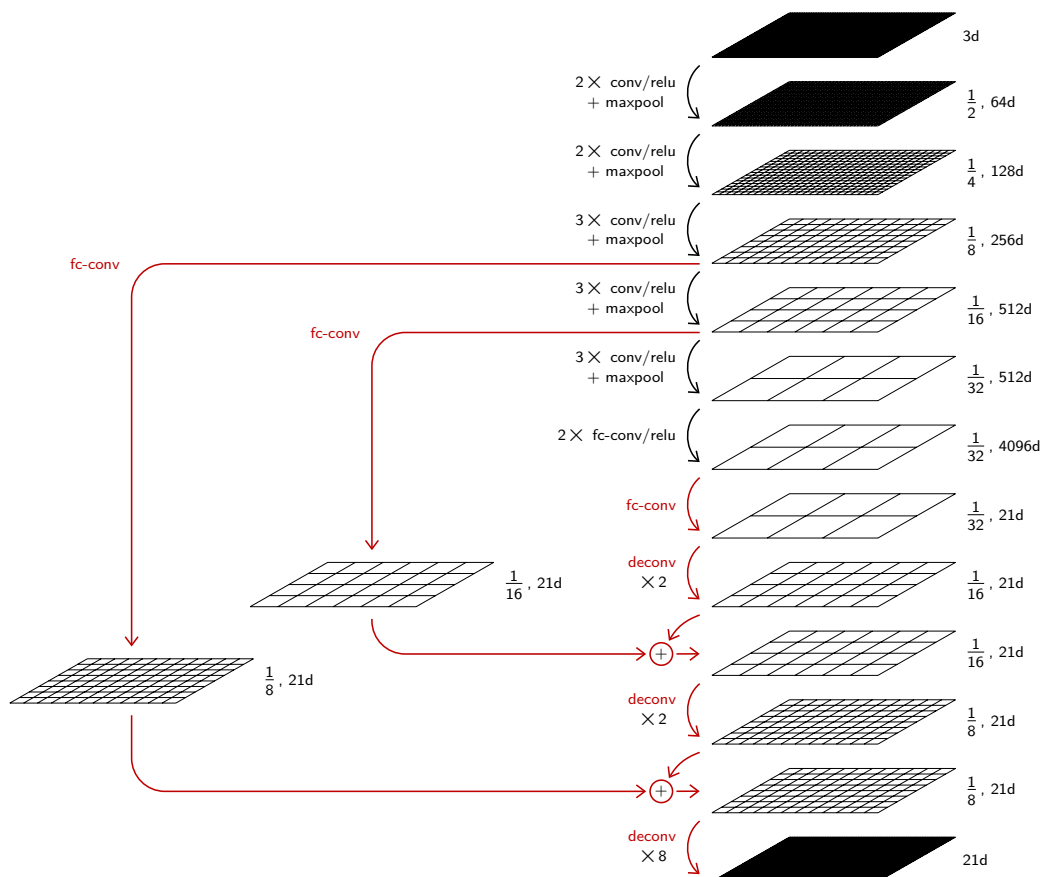 3d
2 × conv/relu
+ maxpool
1/2, 64d
2 × conv/relu
+ maxpool
1/4, 128d
3 × conv/relu
+ maxpool
1/8, 256d
fc-conv
3 × conv/relu
+ maxpool
1/16, 512d
fc-conv
3 × conv/relu
+ maxpool
1/32, 512d
2 × fc-conv/relu
1/32, 4096d
fc-conv
1/32, 21d
deconv
×2
1/16, 21d
1/16, 21d
+
1/16, 21d
1/8, 21d
deconv
×2
1/8, 21d
+
1/8, 21d
deconv
×8
21d